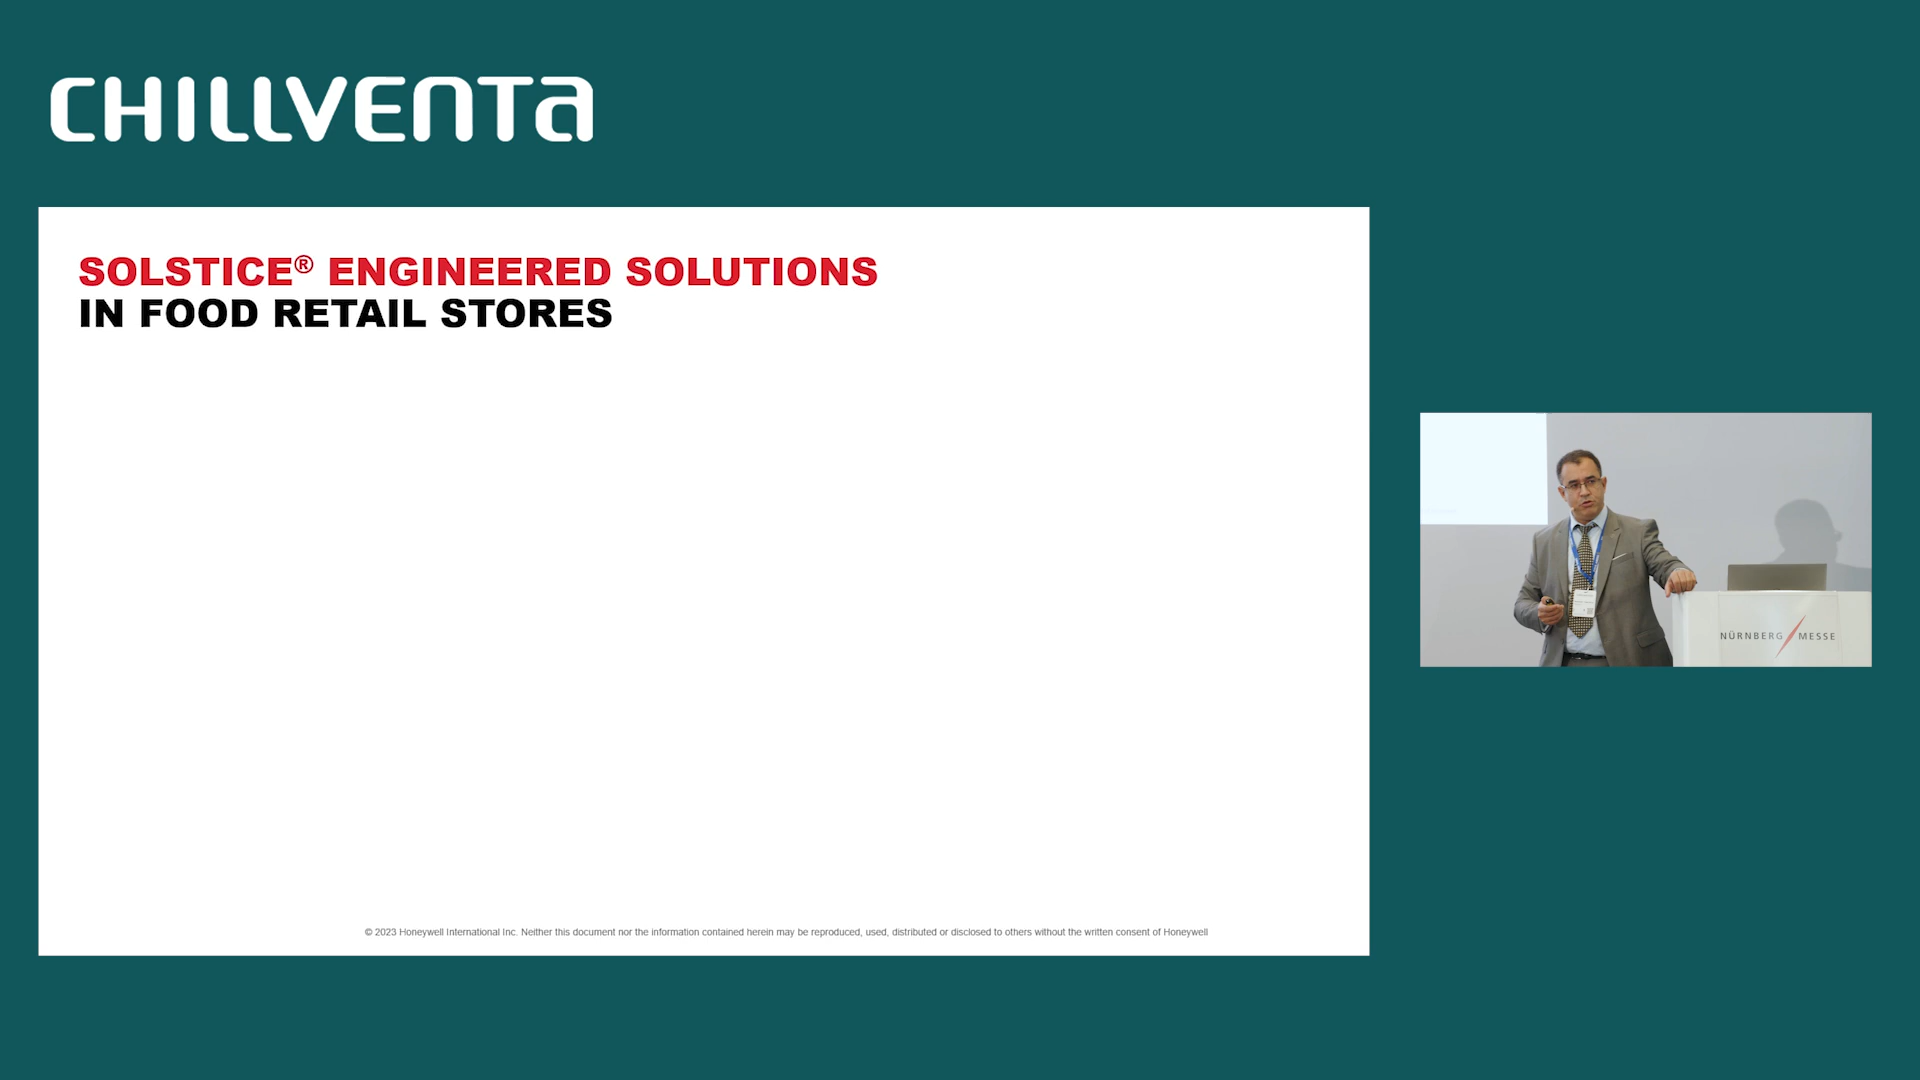 CHILLVENTA
SOLSTICE® ENGINEERED SOLUTIONS
IN FOOD RETAIL STORES
© 2023 Honeywell International Inc. Neither this document nor the information contained herein may be reproduced, used, distributed or disclosed to others without the written consent of Honeywell
NÜRNBERG MESSE